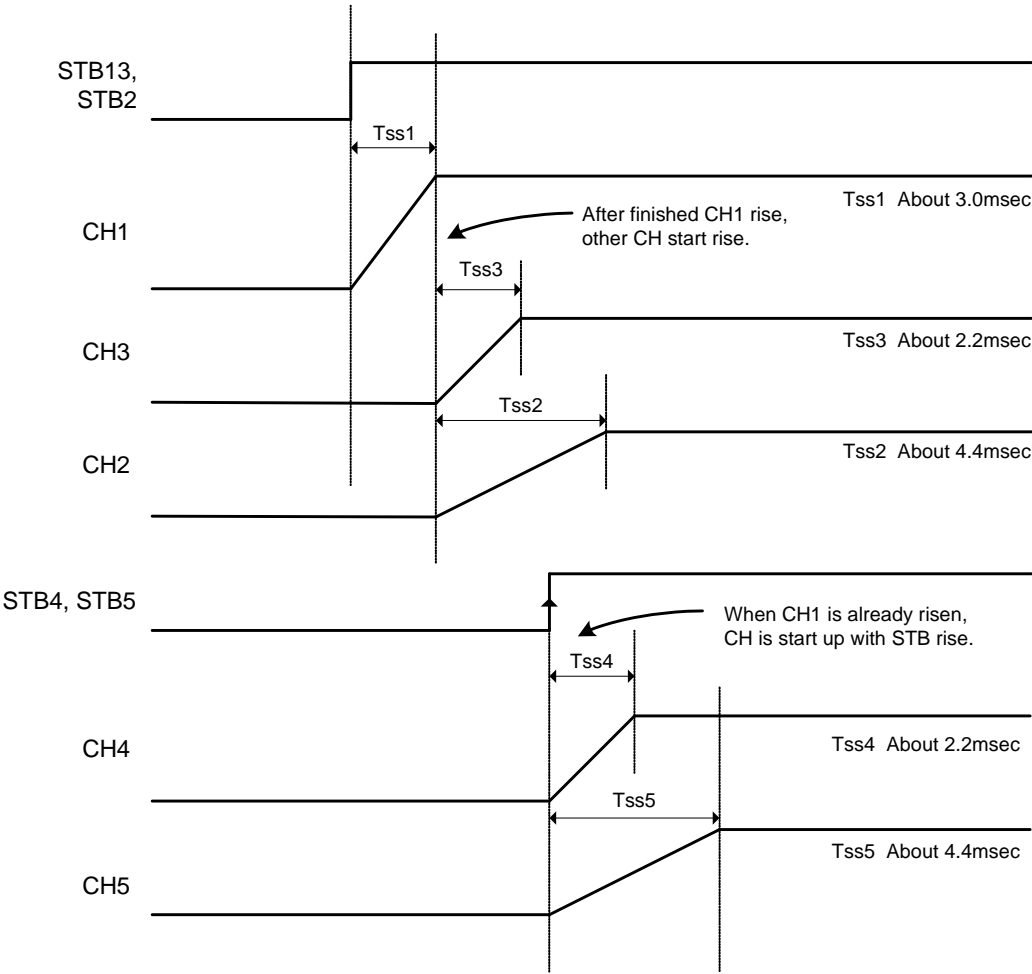 STB13,
STB2
Tss1
Tss1 About 3.0msec
CH1
After finished CH1 rise,
other CH start rise.
Tss3
CH3
Tss3 About 2.2msec
Tss2
CH2
Tss2 About 4.4msec
STB4, STB5
When CH1 is already risen,
CH is start up with STB rise.
Tss4
CH4
Tss4 About 2.2msec
Tss5
Tss5 About 4.4msec
CH5